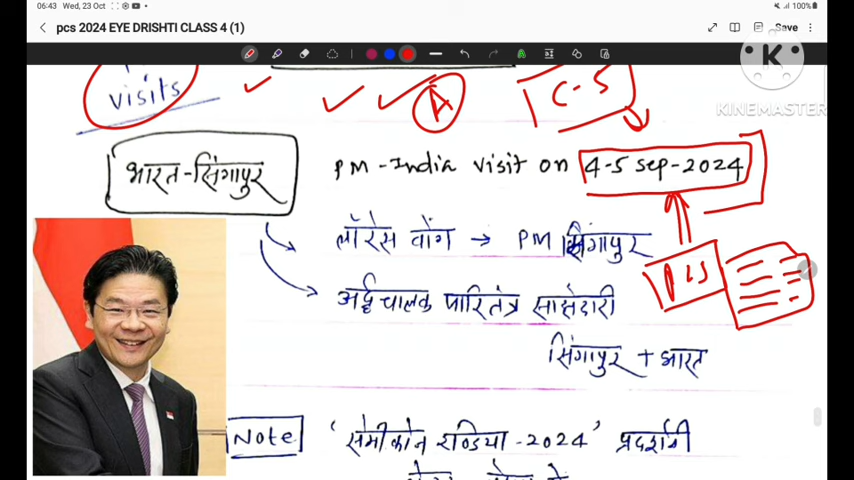 06:43 Wed, 23 Oct
100%
pcs 2024 EYE DRISHTI CLASS 4 (1)
Save
K
KINEMASTER
visits
A
C-S
भारत-सिंगापुर
PM-India visit on 4-5 Sep-2024
लॉरेंस वोंग → PM सिंगापुर
PIS
अर्द्धचालक पारितंत्र साझेदारी
सिंगापुर + भारत
Note
'सेमीकोन इण्डिया-2024' प्रदर्शनी